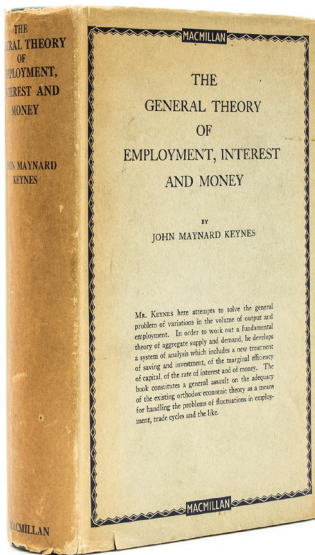 THE
GENERAL THEORY
OF
EMPLOYMENT,
INTEREST AND
MONEY
JOHN MAYNARD
KEYNES
MACMILLAN
MACMILLAN
THE
GENERAL THEORY
OF
EMPLOYMENT, INTEREST
AND MONEY
BY
JOHN MAYNARD KEYNES
MR. KEYNES here attempts to solve the general
problem of variations in the volume of output and
employment. In order to work out a fundamental
theory of aggregate supply and demand, he develops
a system of analysis which includes a new treatment
of saving and investment, of the marginal efficiency
of capital, of the rate of interest and of money. The
book constitutes a general assault on the adequacy
of the existing orthodox economic theory as a means
for handling the problems of fluctuations in employ-
ment, trade cycles and the like.
MACMILLAN